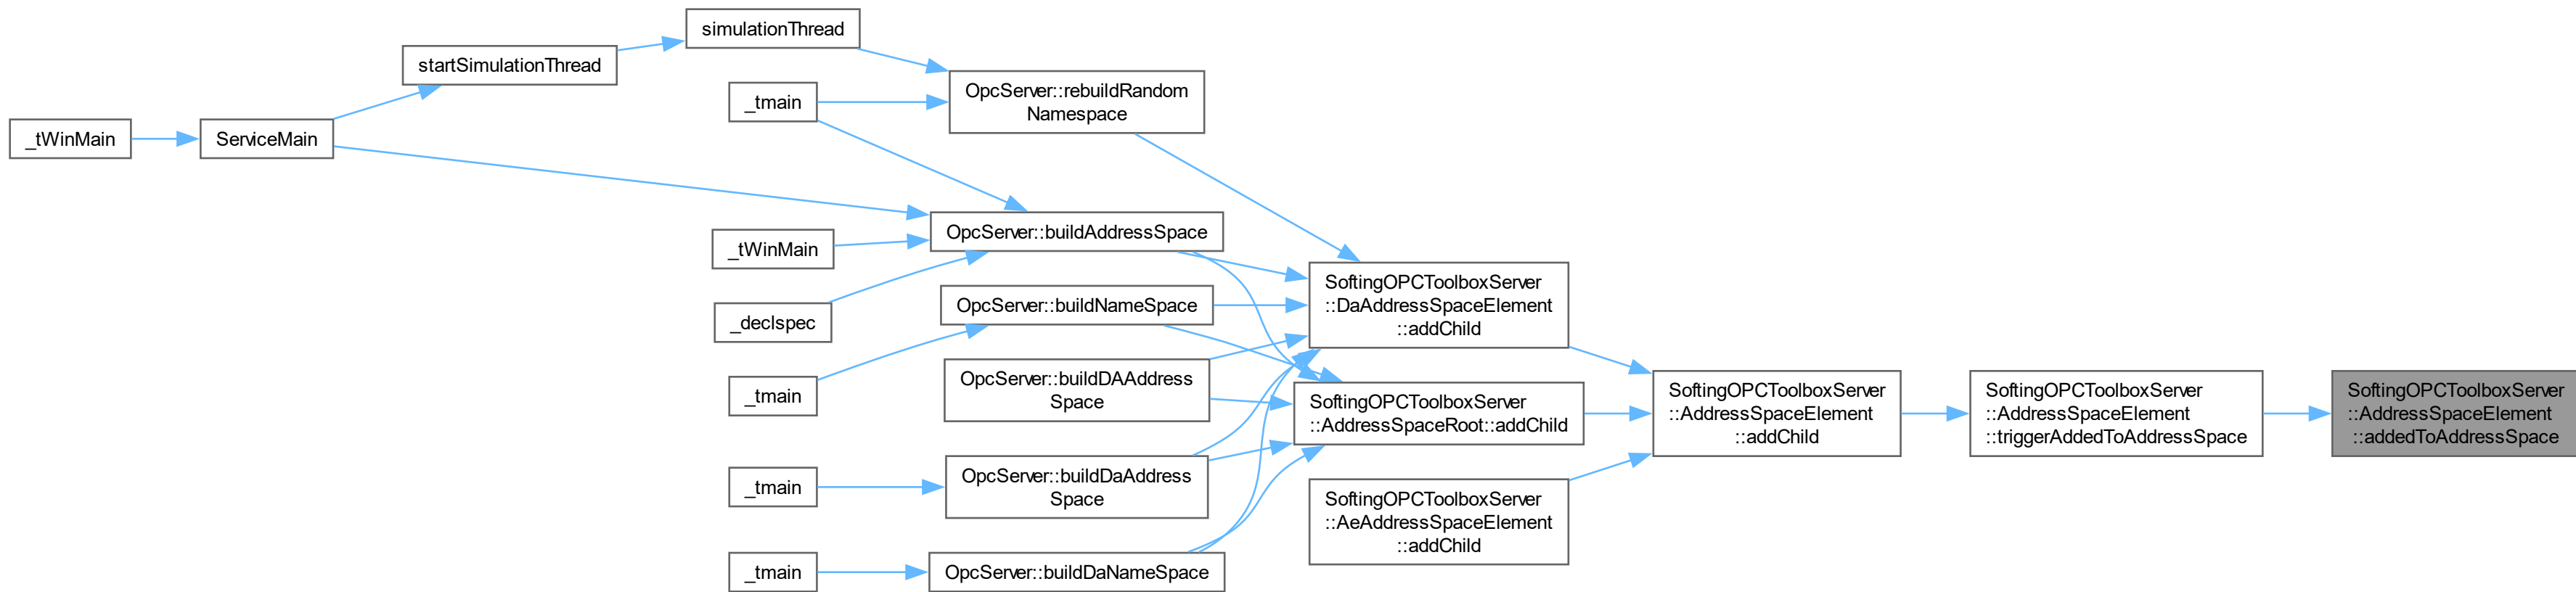 simulationThread
startSimulationThread
OpcServer::rebuildRandom
Namespace
_tmain
_tWinMain
ServiceMain
OpcServer::buildAddressSpace
_tWinMain
_declspec
OpcServer::buildNameSpace
SoftingOPCToolboxServer
::DaAddressSpaceElement
::addChild
_tmain
OpcServer::buildDAAddress
Space
SoftingOPCToolboxServer
::AddressSpaceRoot::addChild
SoftingOPCToolboxServer
::AddressSpaceElement
::addChild
SoftingOPCToolboxServer
::AddressSpaceElement
::triggerAddedToAddressSpace
SoftingOPCToolboxServer
::AddressSpaceElement
::addedToAddressSpace
_tmain
OpcServer::buildDaAddress
Space
SoftingOPCToolboxServer
::AeAddressSpaceElement
::addChild
_tmain
OpcServer::buildDaNameSpace